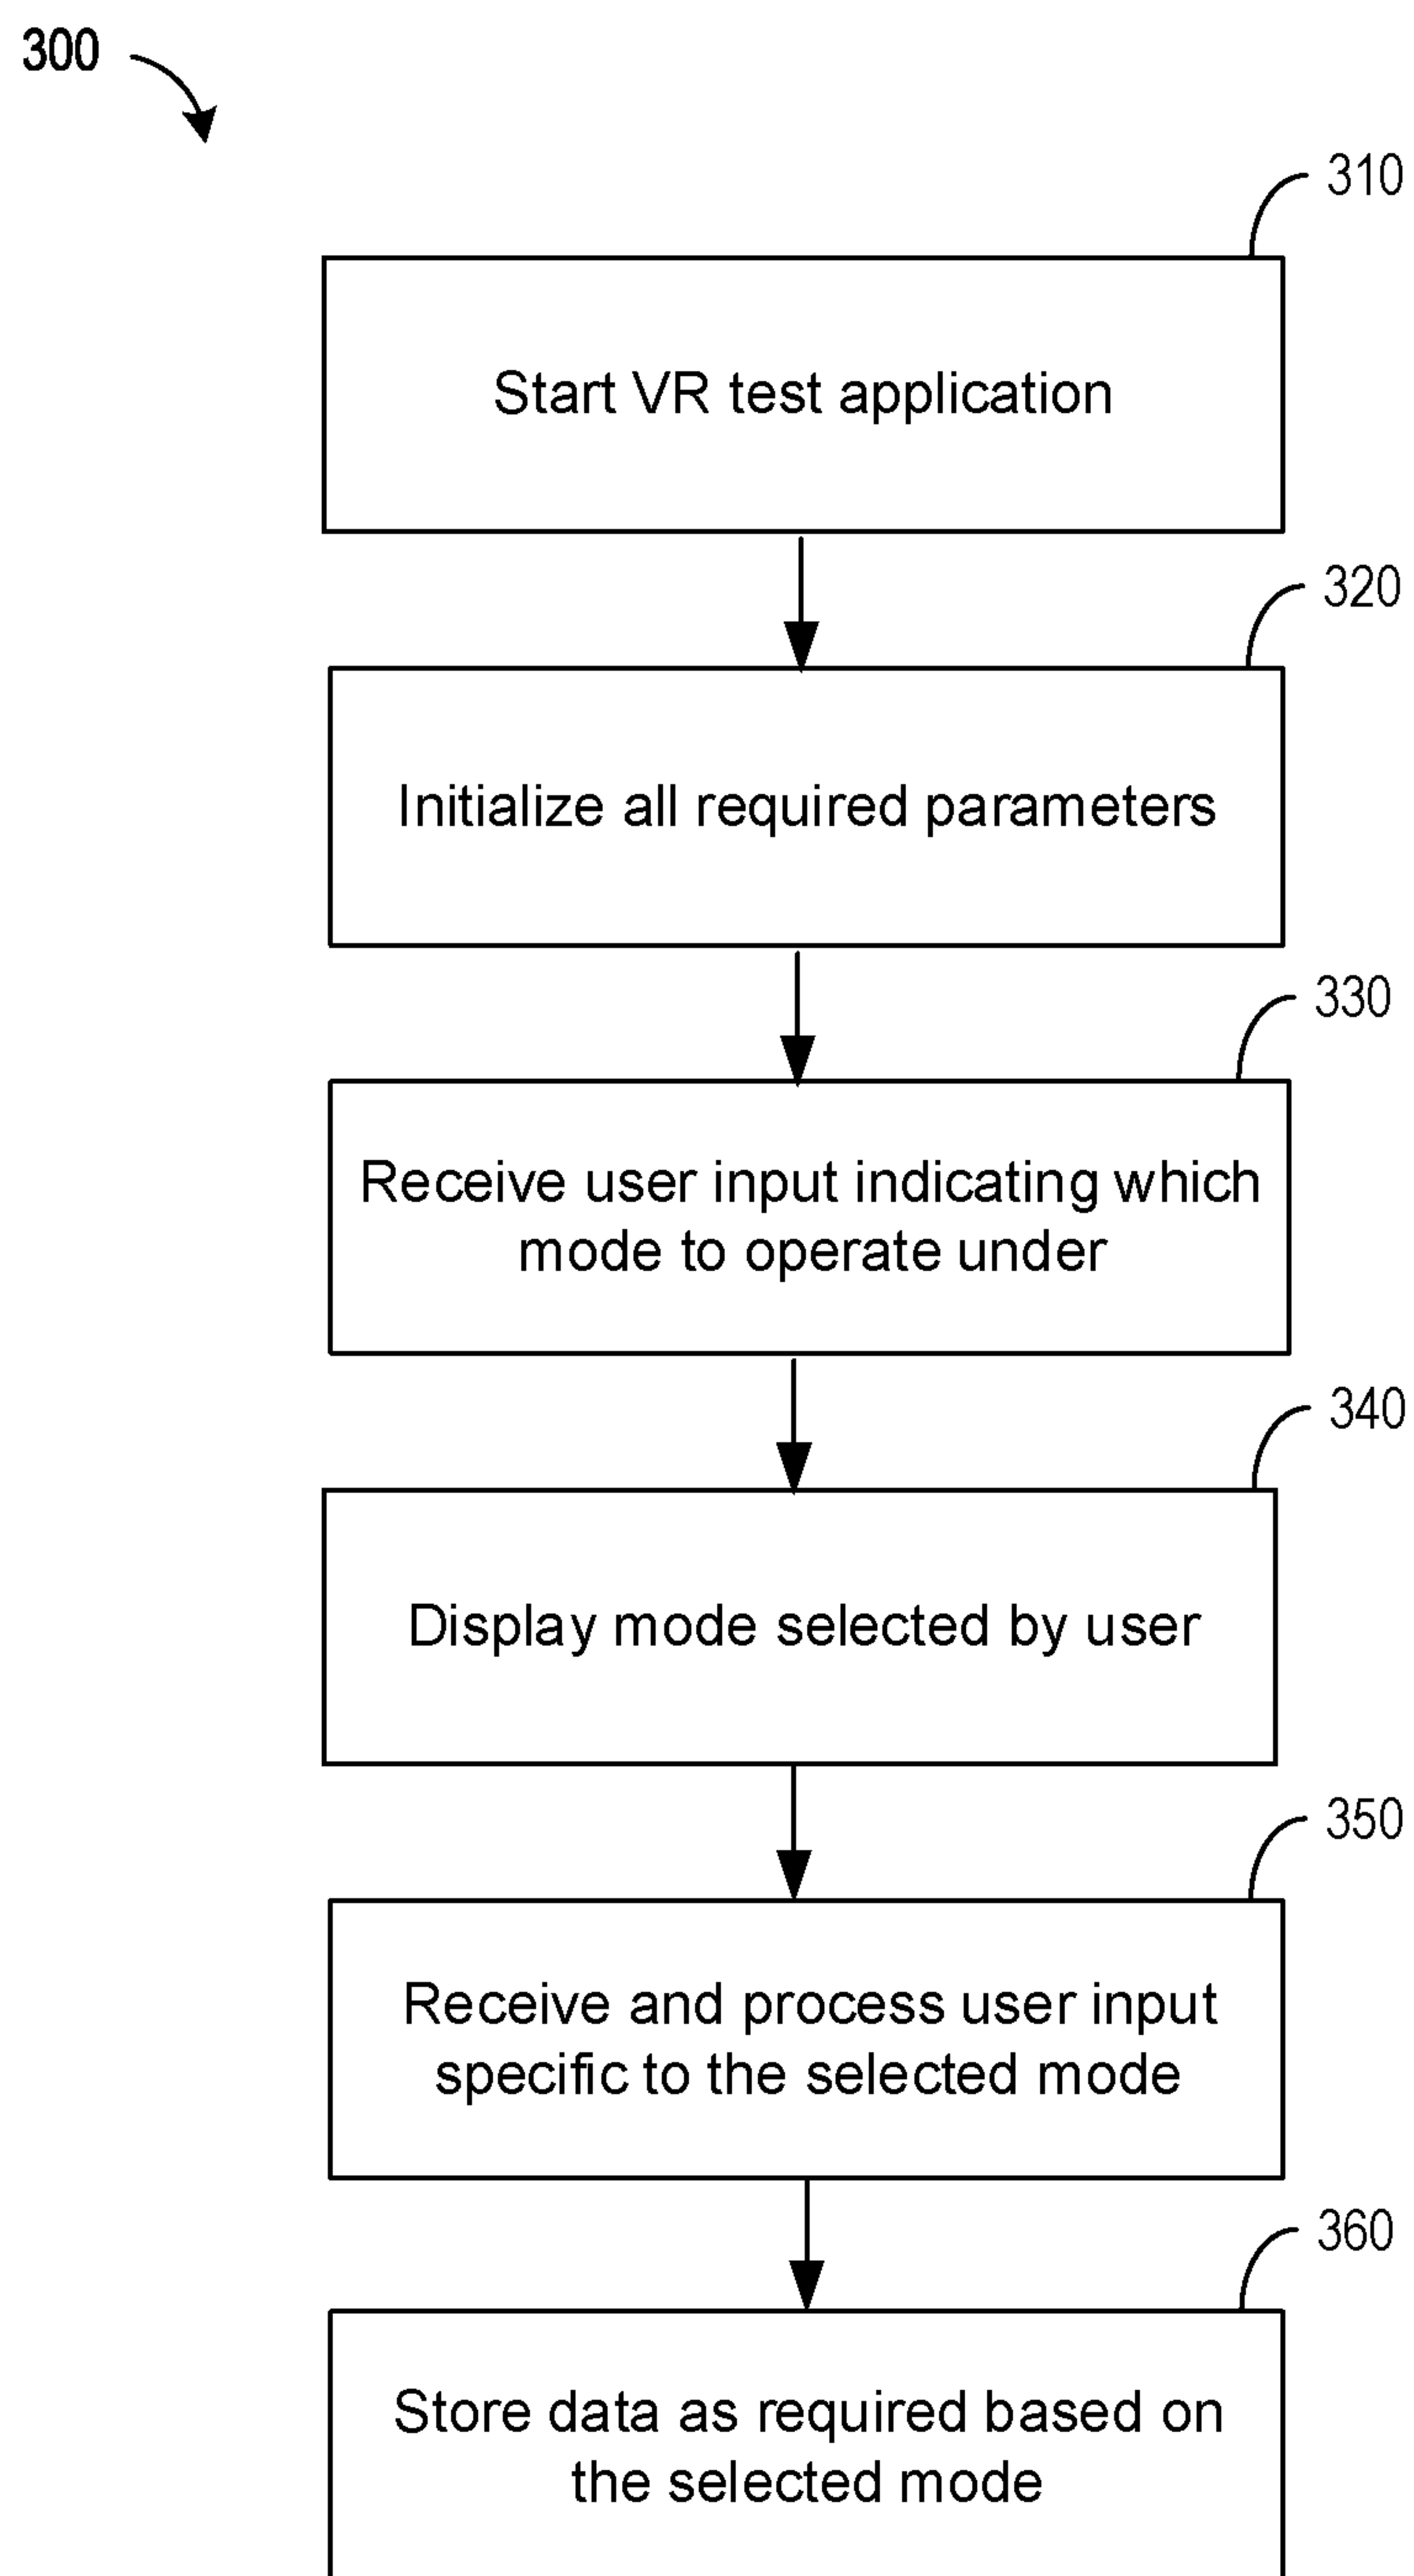 300
310
Start VR test application
320
Initialize all required parameters
330
Receive user input indicating which
mode to operate under
340
Display mode selected by user
350
Receive and process user input
specific to the selected mode
360
Store data as required based on
the selected mode